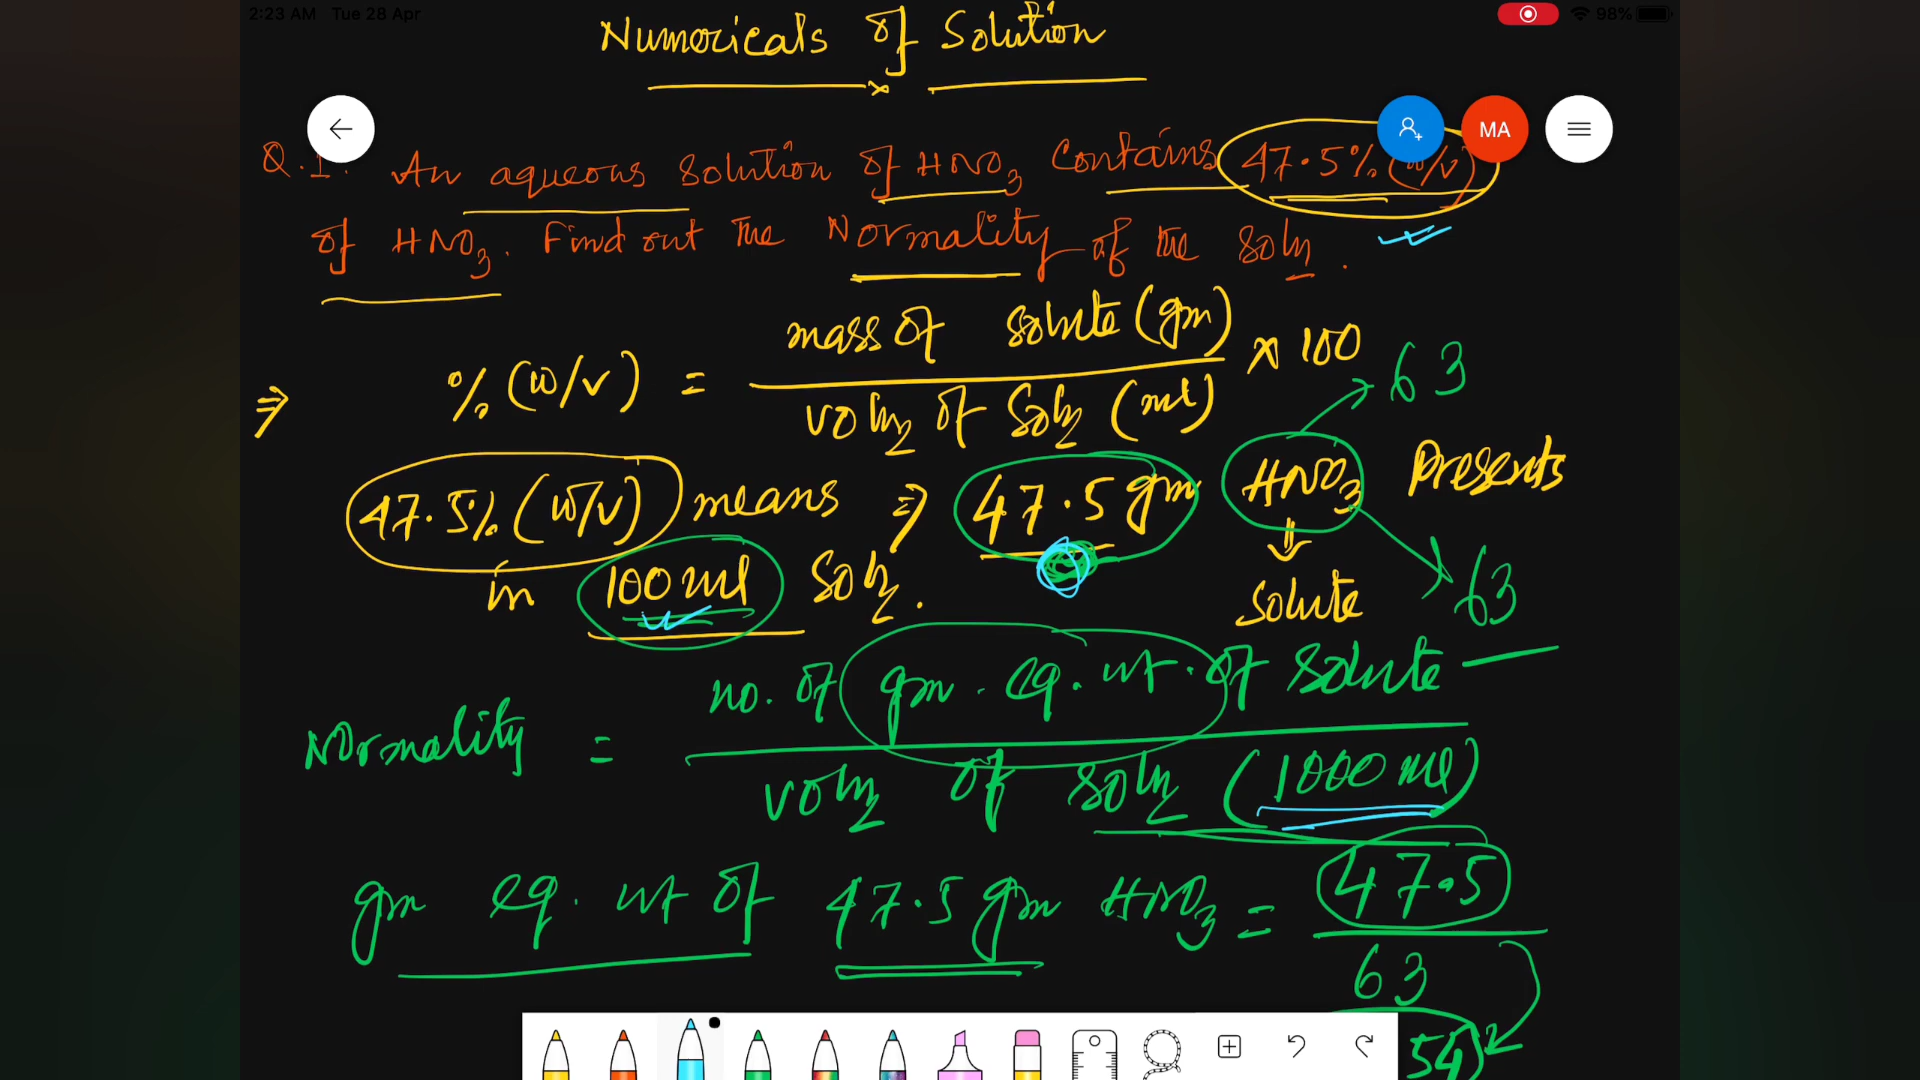 2:23 AM Tue 28 Apr 98%
Numericals of Solution
MA
Q.1. An aqueous solution of HNO3 Contains 47.5% (w/v)
of HNO3. Find out the Normality of the Soln.
63
⇒ % (w/v) = mass of solute (gm) / volm of Soln (ml) × 100
47.5% (w/v) means ⇒ 47.5 gm HNO3 Presents
in 100 ml Soln.
Solute 63
Normality = no. of gm. eq. wt. of Solute / volm of soln (1000 ml)
gm eq. wt of 47.5 gm HNO3 = 47.5 / 63